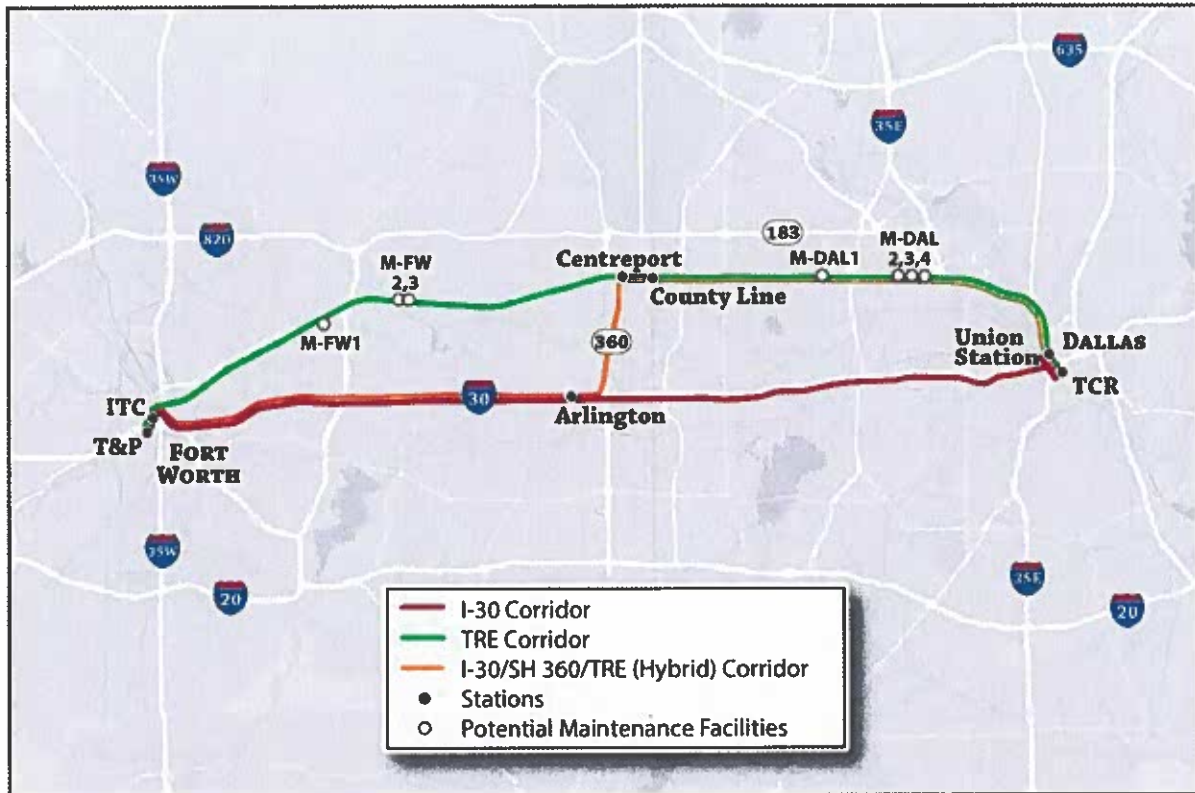 635
35E
35W
820
183
M-FW
2,3
M-DAL
2,3,4
CENTREPORT
M-DAL1
COUNTY LINE
M-FW1
360
UNION
STATION
DALLAS
TCR
30
ITC
ARLINGTON
T&P
FORT
WORTH
35W
20
35E
20
I-30 Corridor
TRE Corridor
I-30/SH 360/TRE (Hybrid) Corridor
Stations
Potential Maintenance Facilities